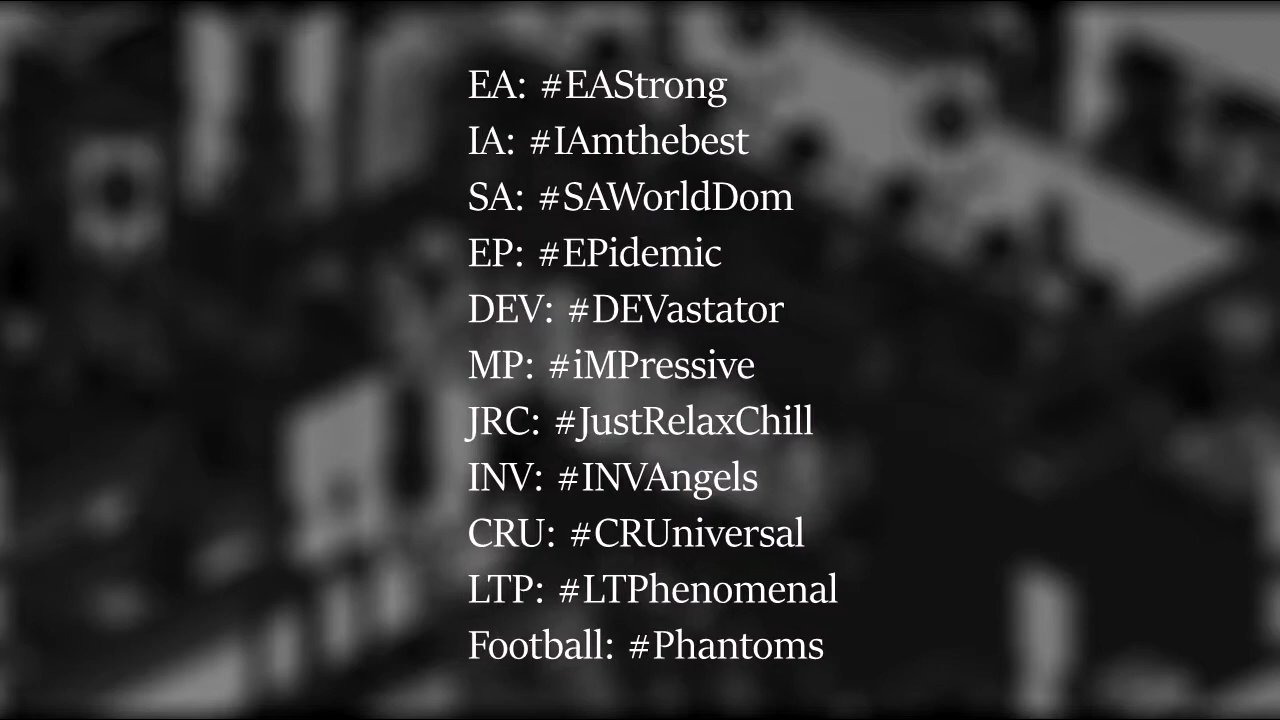 EA: #EAStrong
IA: #IAmthebest
SA: #SAWorldDom
EP: #EPidemic
DEV: #DEVastator
MP: #iMPressive
JRC: #JustRelaxChill
INV: #INVAngels
CRU: #CRUniversal
LTP: #LTPhenomenal
Football: #Phantoms